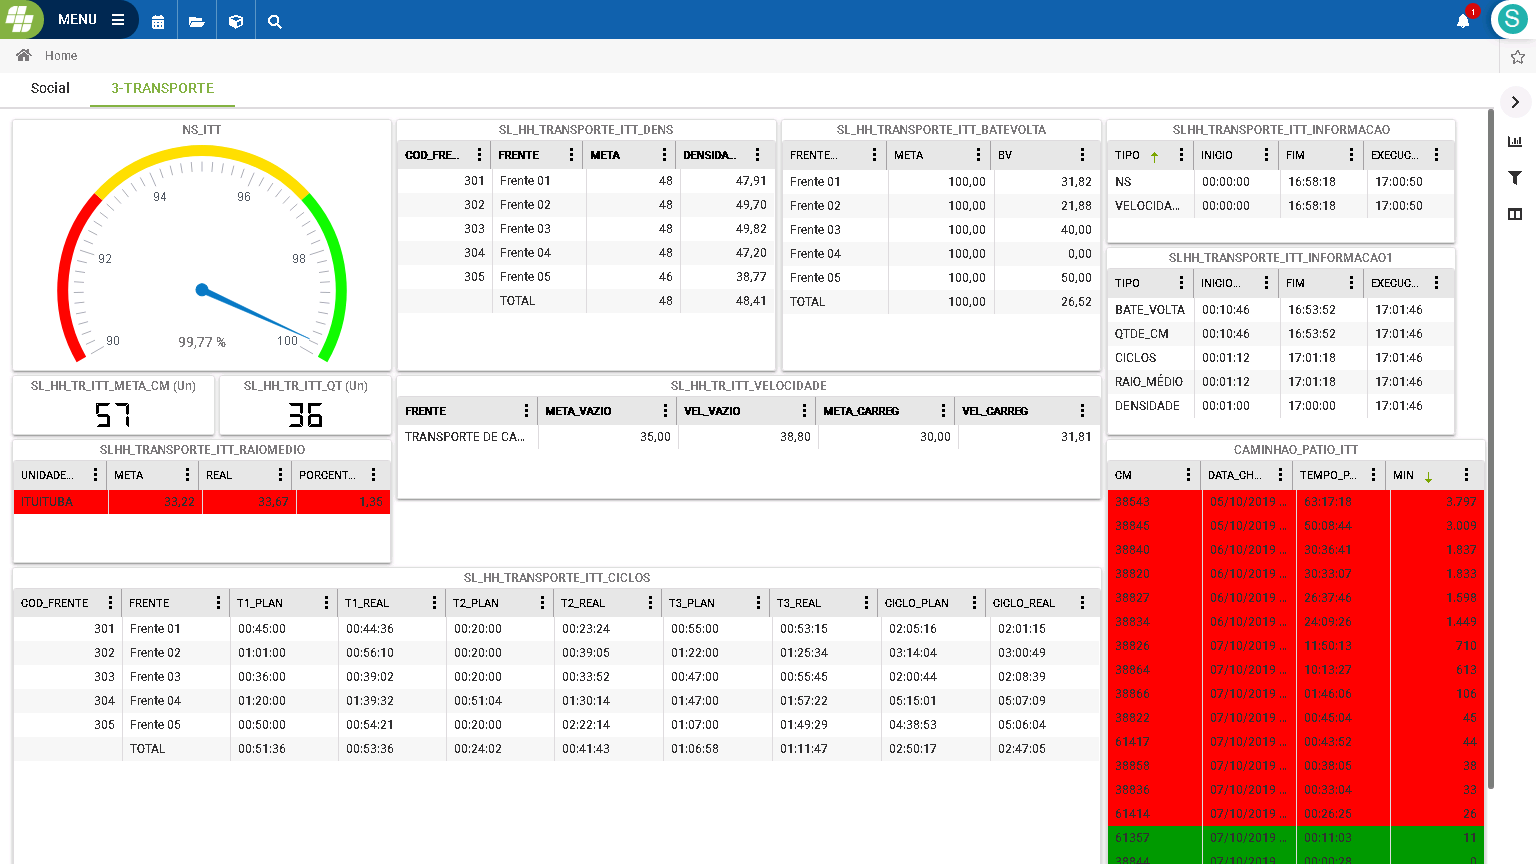 MENU
1
S
Home
Social
3-TRANSPORTE
NS_ITT
90
92
94
96
98
100
99,77 %
SL_HH_TRANSPORTE_ITT_DENS
COD_FRE... FRENTE META DENSIDA...
301 Frente 01 48 47,91
302 Frente 02 48 49,70
303 Frente 03 48 49,82
304 Frente 04 48 47,20
305 Frente 05 46 38,77
TOTAL 48 48,41
SL_HH_TRANSPORTE_ITT_BATEVOLTA
FRENTE... META BV
Frente 01 100,00 31,82
Frente 02 100,00 21,88
Frente 03 100,00 40,00
Frente 04 100,00 0,00
Frente 05 100,00 50,00
TOTAL 100,00 26,52
SLHH_TRANSPORTE_ITT_INFORMACAO
TIPO INICIO FIM EXECUC...
NS 00:00:00 16:58:18 17:00:50
VELOCIDA... 00:00:00 16:58:18 17:00:50
SLHH_TRANSPORTE_ITT_INFORMACAO1
TIPO INICIO... FIM EXECUC...
BATE_VOLTA 00:10:46 16:53:52 17:01:46
QTDE_CM 00:10:46 16:53:52 17:01:46
CICLOS 00:01:12 17:01:18 17:01:46
RAIO_MÉDIO 00:01:12 17:01:18 17:01:46
DENSIDADE 00:01:00 17:00:00 17:01:46
SL_HH_TR_ITT_META_CM (Un)
57
SL_HH_TR_ITT_QT (Un)
36
SL_HH_TR_ITT_VELOCIDADE
FRENTE META_VAZIO VEL_VAZIO META_CARREG VEL_CARREG
TRANSPORTE DE CA... 35,00 38,80 30,00 31,81
SLHH_TRANSPORTE_ITT_RAIOMEDIO
UNIDADE... META REAL PORCENT...
ITUITUBA 33,22 33,67 1,35
CAMINHAO_PATIO_ITT
CM DATA_CH... TEMPO_P... MIN
38543 05/10/2019 ... 63:17:18 3.797
38845 05/10/2019 ... 50:08:44 3.009
38840 06/10/2019 ... 30:36:41 1.837
38820 06/10/2019 ... 30:33:07 1.833
38827 06/10/2019 ... 26:37:46 1.598
38834 06/10/2019 ... 24:09:26 1.449
38826 07/10/2019 ... 11:50:13 710
38864 07/10/2019 ... 10:13:27 613
38866 07/10/2019 ... 01:46:06 106
38822 07/10/2019 ... 00:45:04 45
61417 07/10/2019 ... 00:43:52 44
38858 07/10/2019 ... 00:38:05 38
38836 07/10/2019 ... 00:33:04 33
61414 07/10/2019 ... 00:26:25 26
61357 07/10/2019 ... 00:11:03 11
38844 07/10/2019 ... 00:00:28 0
SL_HH_TRANSPORTE_ITT_CICLOS
COD_FRENTE FRENTE T1_PLAN T1_REAL T2_PLAN T2_REAL T3_PLAN T3_REAL CICLO_PLAN CICLO_REAL
301 Frente 01 00:45:00 00:44:36 00:20:00 00:23:24 00:55:00 00:53:15 02:05:16 02:01:15
302 Frente 02 01:01:00 00:56:10 00:20:00 00:39:05 01:22:00 01:25:34 03:14:04 03:00:49
303 Frente 03 00:36:00 00:39:02 00:20:00 00:33:52 00:47:00 00:55:45 02:00:44 02:08:39
304 Frente 04 01:20:00 01:39:32 00:51:04 01:30:14 01:47:00 01:57:22 05:15:01 05:07:09
305 Frente 05 00:50:00 00:54:21 00:20:00 02:22:14 01:07:00 01:49:29 04:38:53 05:06:04
TOTAL 00:51:36 00:53:36 00:24:02 00:41:43 01:06:58 01:11:47 02:50:17 02:47:05